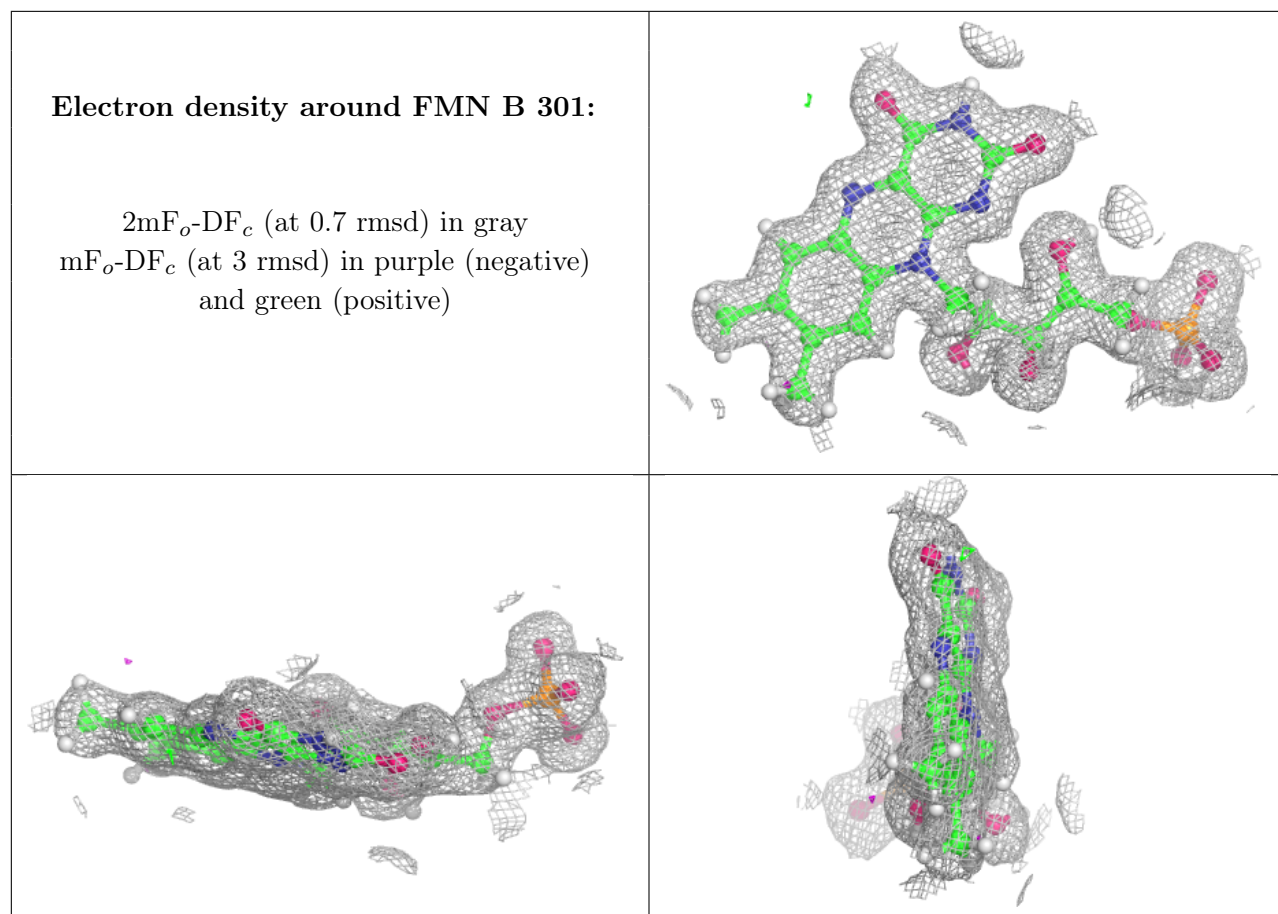 Electron density around FMN B 301:
2mFo-DFc (at 0.7 rmsd) in gray
mFo-DFc (at 3 rmsd) in purple (negative)
and green (positive)